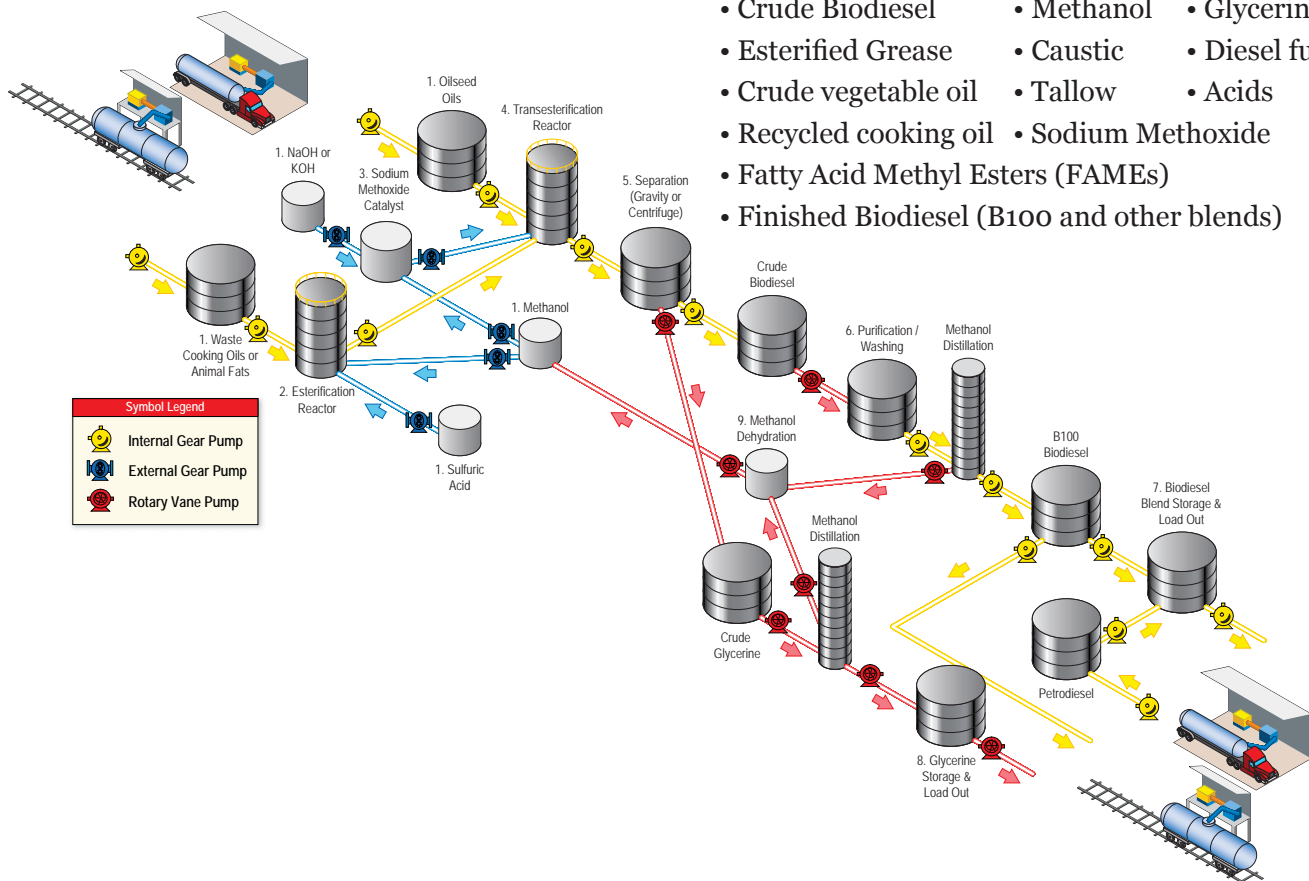 • Crude Biodiesel • Methanol • Glycerin
• Esterified Grease • Caustic • Diesel fu
• Crude vegetable oil • Tallow • Acids
• Recycled cooking oil • Sodium Methoxide
• Fatty Acid Methyl Esters (FAMEs)
• Finished Biodiesel (B100 and other blends)
1. Oilseed
Oils
4. Transesterification
Reactor
1. NaOH or
KOH
3. Sodium
Methoxide
Catalyst
5. Separation
(Gravity or
Centrifuge)
Crude
Biodiesel
1. Waste
Cooking Oils or
Animal Fats
2. Esterification
Reactor
1. Methanol
6. Purification /
Washing
Methanol
Distillation
1. Sulfuric
Acid
9. Methanol
Dehydration
B100
Biodiesel
7. Biodiesel
Blend Storage &
Load Out
Methanol
Distillation
Crude
Glycerine
Petrodiesel
8. Glycerine
Storage &
Load Out
Symbol Legend
Internal Gear Pump
External Gear Pump
Rotary Vane Pump